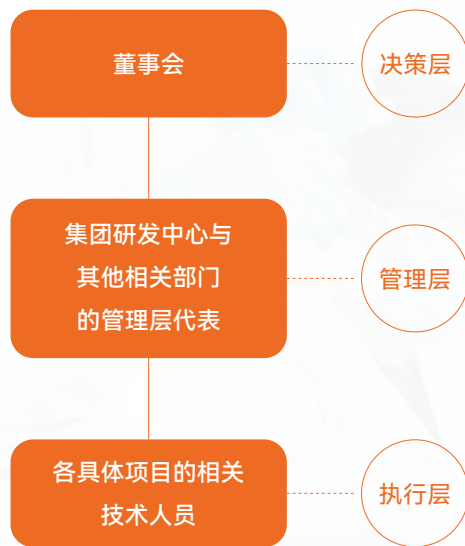 董事会
决策层
集团研发中心与
其他相关部门
的管理层代表
管理层
各具体项目的相关
技术人员
执行层